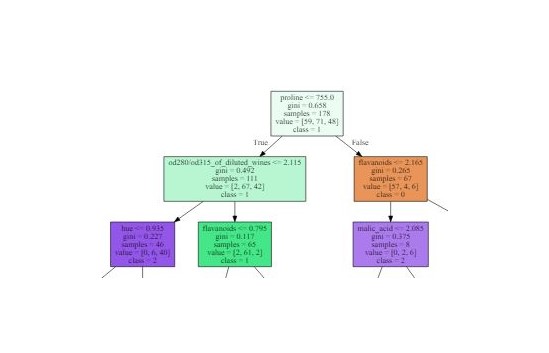 proline <= 755.0
gini = 0.658
samples = 178
value = [59, 71, 48]
class = 1
True
False
od280/od315_of_diluted_wines <= 2.115
gini = 0.492
samples = 111
value = [2, 67, 42]
class = 1
flavanoids <= 2.165
gini = 0.265
samples = 67
value = [57, 4, 6]
class = 0
hue <= 0.935
gini = 0.227
samples = 46
value = [0, 6, 40]
class = 2
flavanoids <= 0.795
gini = 0.117
samples = 65
value = [2, 61, 2]
class = 1
malic_acid <= 2.085
gini = 0.375
samples = 8
value = [0, 2, 6]
class = 2